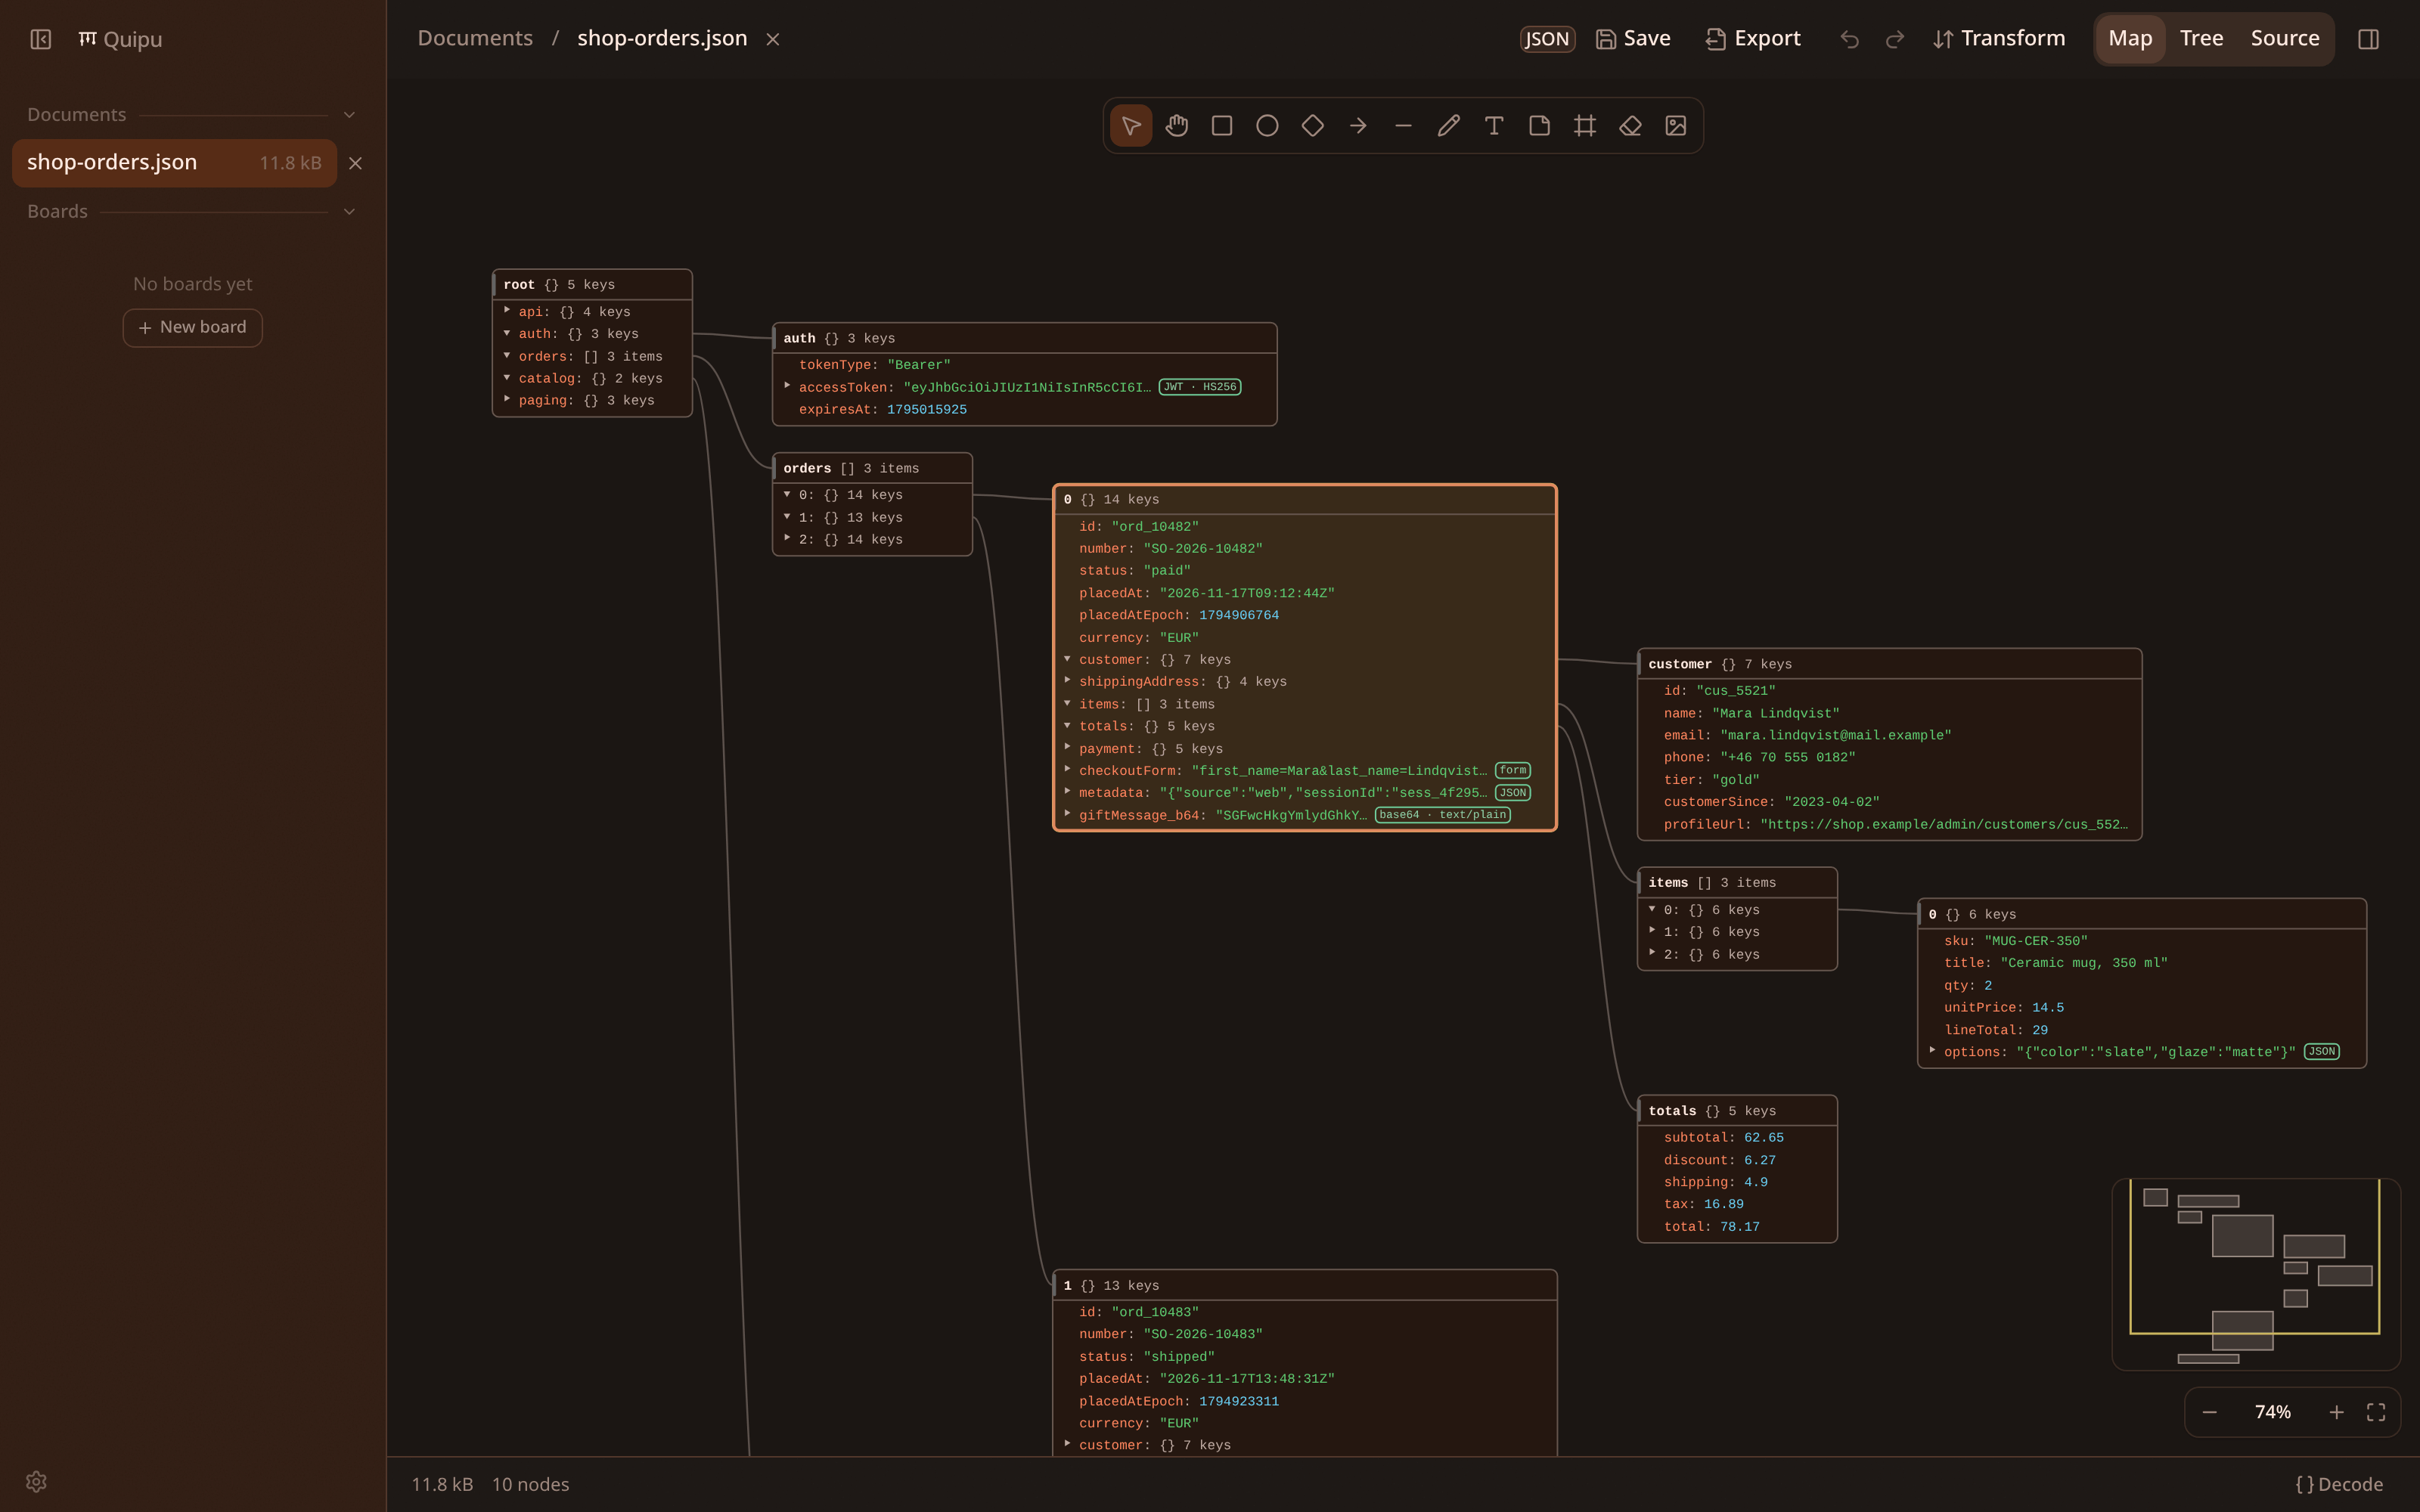 Quipu
Documents / shop-orders.json
JSON
Save
Export
Transform
Map
Tree
Source
Documents
shop-orders.json 11.8 kB
Boards
No boards yet
New board
root {} 5 keys
api: {} 4 keys
auth: {} 3 keys
orders: [] 3 items
catalog: {} 2 keys
paging: {} 3 keys
auth {} 3 keys
tokenType: "Bearer"
accessToken: "eyJhbGciOiJIUzI1NiIsInR5cCI6I… JWT · HS256
expiresAt: 1795015925
orders [] 3 items
0: {} 14 keys
1: {} 13 keys
2: {} 14 keys
0 {} 14 keys
id: "ord_10482"
number: "SO-2026-10482"
status: "paid"
placedAt: "2026-11-17T09:12:44Z"
placedAtEpoch: 1794906764
currency: "EUR"
customer: {} 7 keys
shippingAddress: {} 4 keys
items: [] 3 items
totals: {} 5 keys
payment: {} 5 keys
checkoutForm: "first_name=Mara&last_name=Lindqvist… form
metadata: "{"source":"web","sessionId":"sess_4f295… JSON
giftMessage_b64: "SGFwcHkgYmlydGhkY… base64 · text/plain
customer {} 7 keys
id: "cus_5521"
name: "Mara Lindqvist"
email: "mara.lindqvist@mail.example"
phone: "+46 70 555 0182"
tier: "gold"
customerSince: "2023-04-02"
profileUrl: "https://shop.example/admin/customers/cus_552…
items [] 3 items
0: {} 6 keys
1: {} 6 keys
2: {} 6 keys
0 {} 6 keys
sku: "MUG-CER-350"
title: "Ceramic mug, 350 ml"
qty: 2
unitPrice: 14.5
lineTotal: 29
options: "{"color":"slate","glaze":"matte"}" JSON
totals {} 5 keys
subtotal: 62.65
discount: 6.27
shipping: 4.9
tax: 16.89
total: 78.17
1 {} 13 keys
id: "ord_10483"
number: "SO-2026-10483"
status: "shipped"
placedAt: "2026-11-17T13:48:31Z"
placedAtEpoch: 1794923311
currency: "EUR"
customer: {} 7 keys
74%
11.8 kB 10 nodes
{} Decode